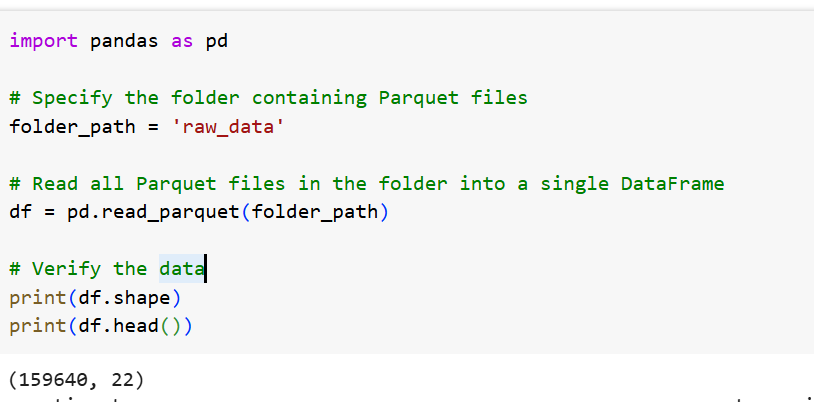 import pandas as pd
# Specify the folder containing Parquet files
folder_path = 'raw_data'
# Read all Parquet files in the folder into a single DataFrame
df = pd.read_parquet(folder_path)
# Verify the data
print(df.shape)
print(df.head())
(159640, 22)